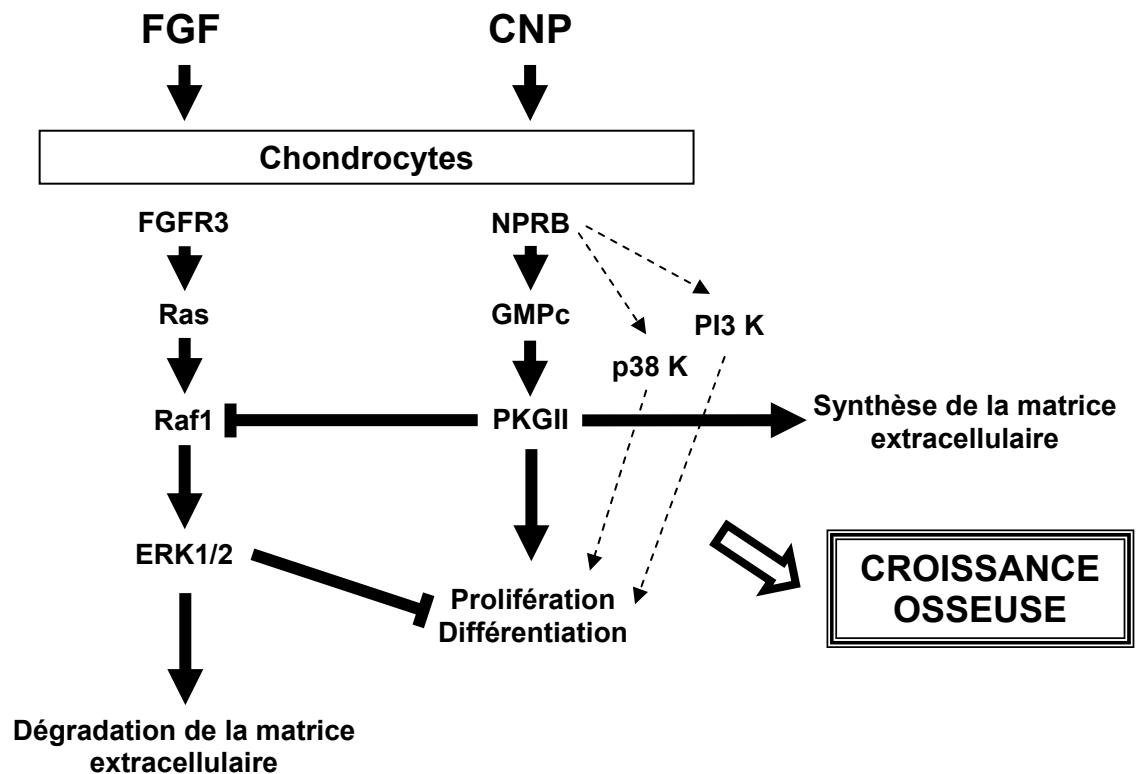 FGF
CNP
Chondrocytes
FGFR3
NPRB
Ras
GMPc
PI3 K
p38 K
Raf1
PKGII
Synthèse de la matrice
extracellulaire
ERK1/2
CROISSANCE
OSSEUSE
Prolifération
Différentiation
Dégradation de la matrice
extracellulaire